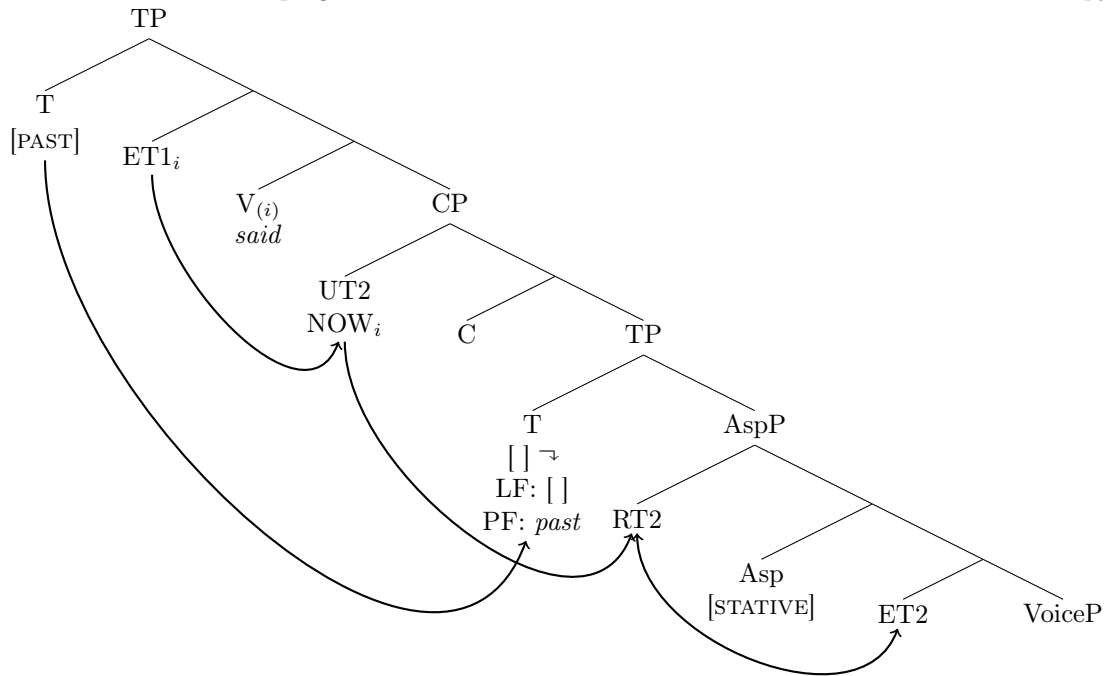 TP
T
[PAST]
ET1i
V(i)
said
CP
UT2
NOWi
C
TP
T
[ ] ⬎
LF: [ ]
PF: past
AspP
RT2
Asp
[STATIVE]
ET2
VoiceP